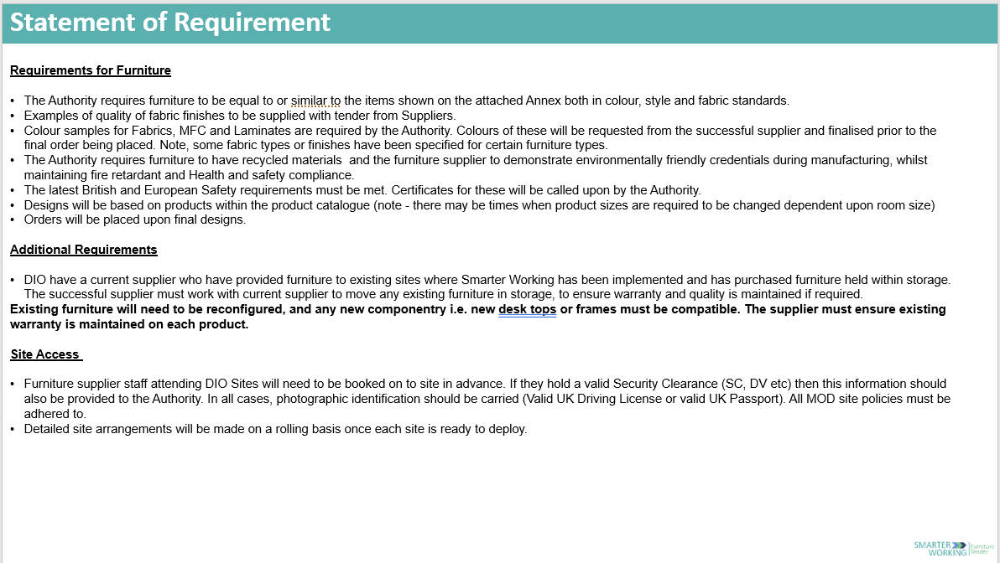 Statement of Requirement
Requirements for Furniture
• The Authority requires furniture to be equal to or similar to the items shown on the attached Annex both in colour, style and fabric standards.
• Examples of quality of fabric finishes to be supplied with tender from Suppliers.
• Colour samples for Fabrics, MFC and Laminates are required by the Authority. Colours of these will be requested from the successful supplier and finalised prior to the
final order being placed. Note, some fabric types or finishes have been specified for certain furniture types.
• The Authority requires furniture to have recycled materials  and the furniture supplier to demonstrate environmentally friendly credentials during manufacturing, whilst
maintaining fire retardant and Health and safety compliance.
• The latest British and European Safety requirements must be met. Certificates for these will be called upon by the Authority.
• Designs will be based on products within the product catalogue (note - there may be times when product sizes are required to be changed dependent upon room size)
• Orders will be placed upon final designs.
Additional Requirements
• DIO have a current supplier who have provided furniture to existing sites where Smarter Working has been implemented and has purchased furniture held within storage.
The successful supplier must work with current supplier to move any existing furniture in storage, to ensure warranty and quality is maintained if required.
Existing furniture will need to be reconfigured, and any new componentry i.e. new desk tops or frames must be compatible. The supplier must ensure existing
warranty is maintained on each product.
Site Access
• Furniture supplier staff attending DIO Sites will need to be booked on to site in advance. If they hold a valid Security Clearance (SC, DV etc) then this information should
also be provided to the Authority. In all cases, photographic identification should be carried (Valid UK Driving License or valid UK Passport). All MOD site policies must be
adhered to.
• Detailed site arrangements will be made on a rolling basis once each site is ready to deploy.
SMARTER
WORKING
Furniture
Tender